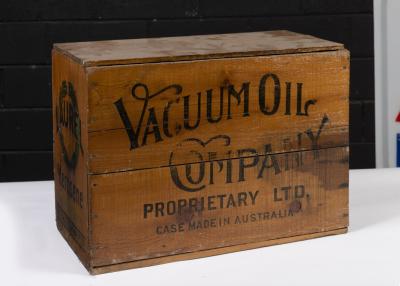 VACUUM OIL
COMPANY
PROPRIETARY LTD.
CASE MADE IN AUSTRALIA